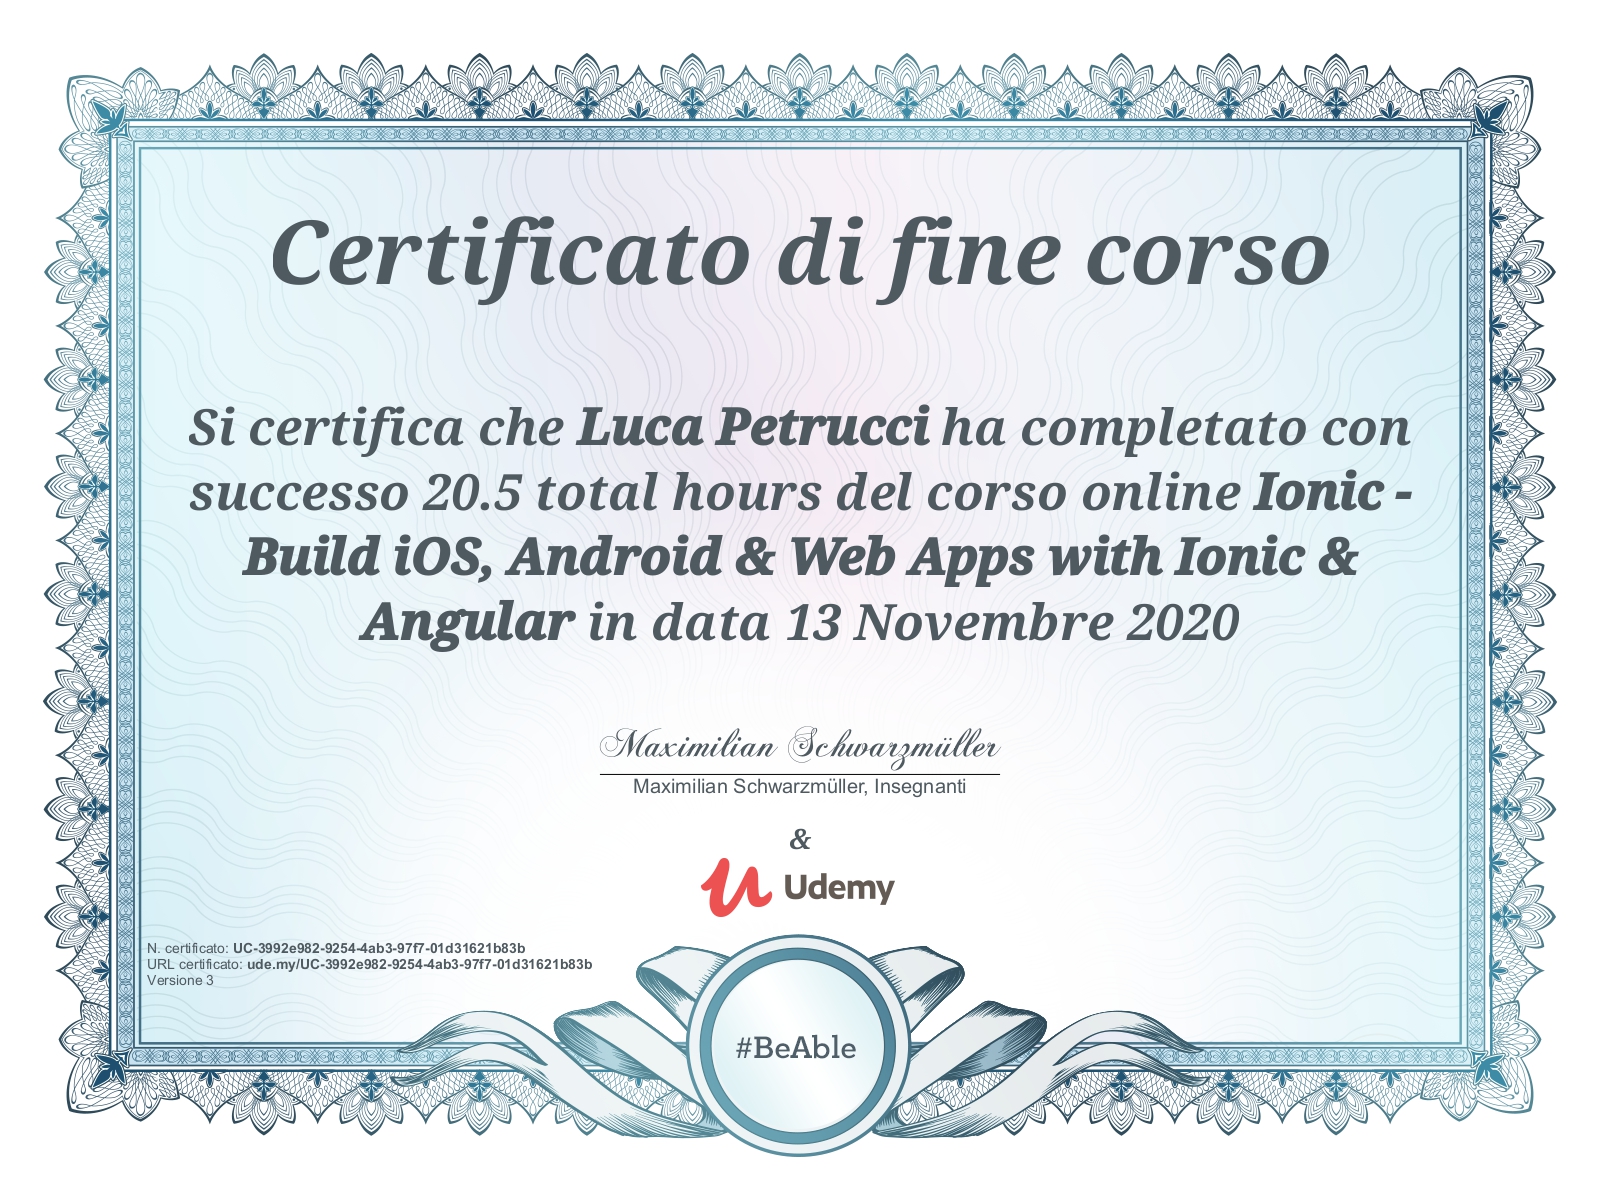 Certificato di fine corso
Si certifica che Luca Petrucci ha completato con
successo 20.5 total hours del corso online Ionic -
Build iOS, Android & Web Apps with Ionic &
Angular in data 13 Novembre 2020
Maximilian Schwarzmüller
Maximilian Schwarzmüller, Insegnanti
&
Udemy
N. certificato: UC-3992e982-9254-4ab3-97f7-01d31621b83b
URL certificato: ude.my/UC-3992e982-9254-4ab3-97f7-01d31621b83b
Versione 3
#BeAble